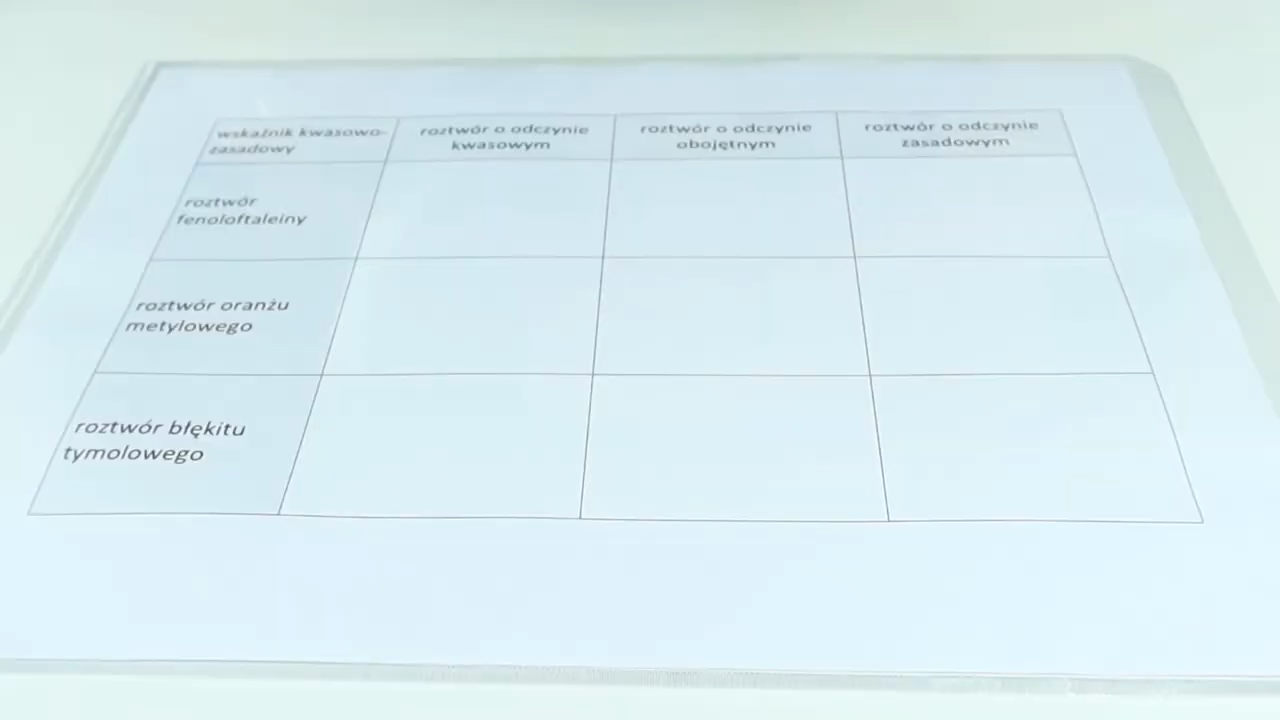 wskaźnik kwasowo-
zasadowy
roztwór o odczynie
kwasowym
roztwór o odczynie
obojętnym
roztwór o odczynie
zasadowym
roztwór
fenoloftaleiny
roztwór oranżu
metylowego
roztwór błękitu
tymolowego